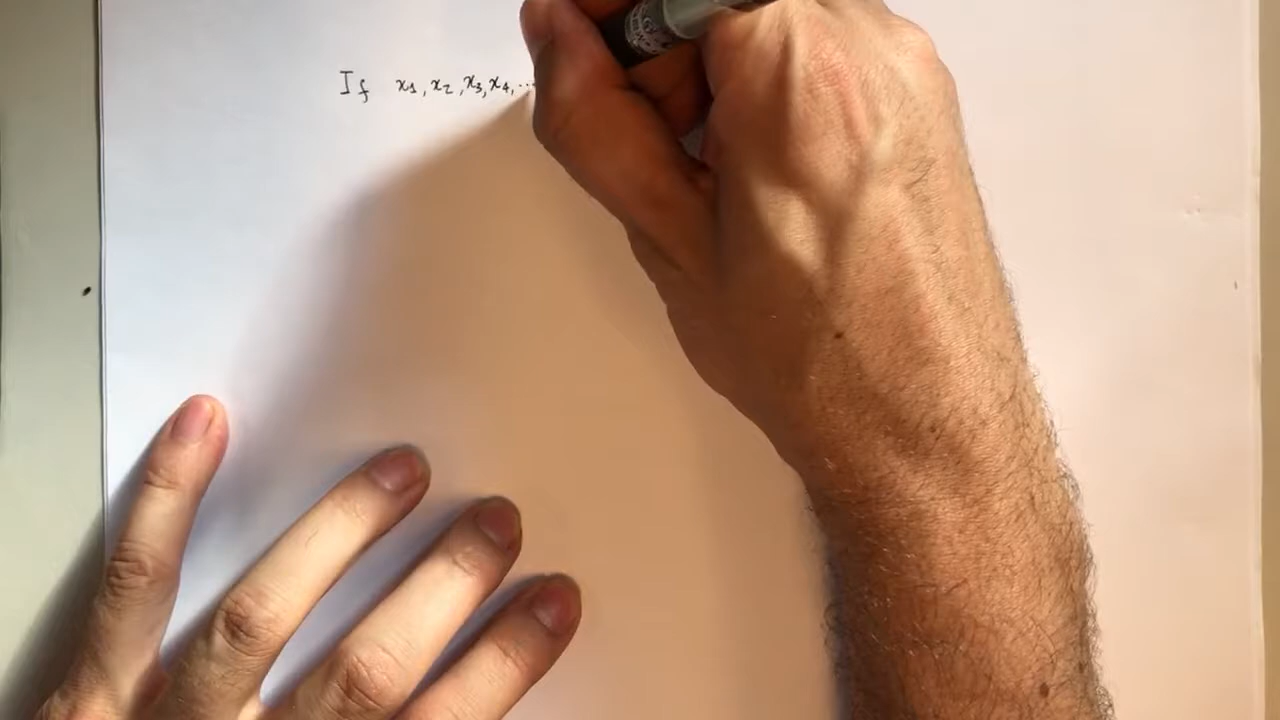 If x₁, x₂, x₃, x₄, ...